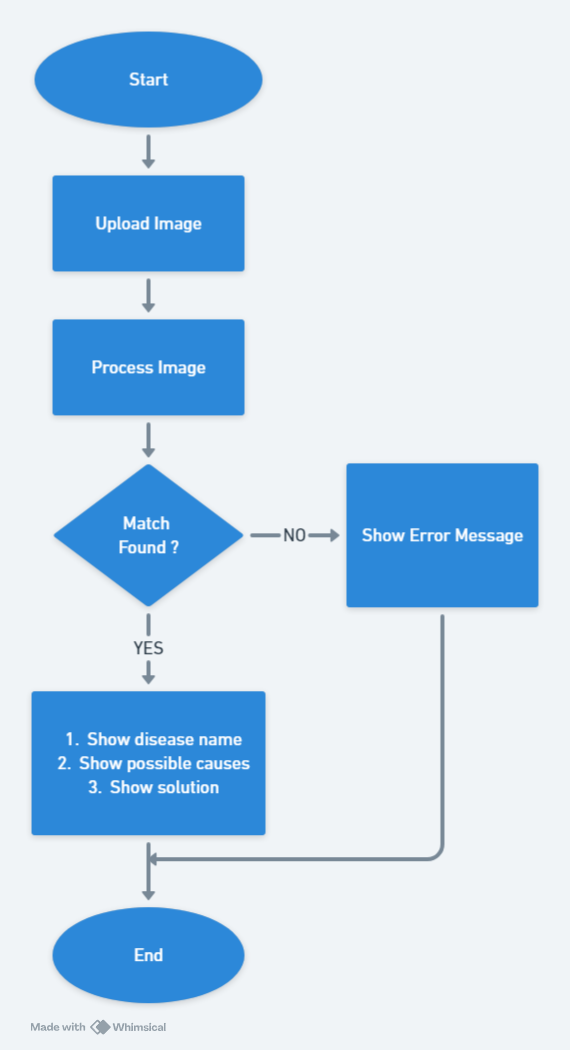 Start
Upload Image
Process Image
Match
Found ?
NO
Show Error Message
YES
1. Show disease name
2. Show possible causes
3. Show solution
End
Made with Whimsical